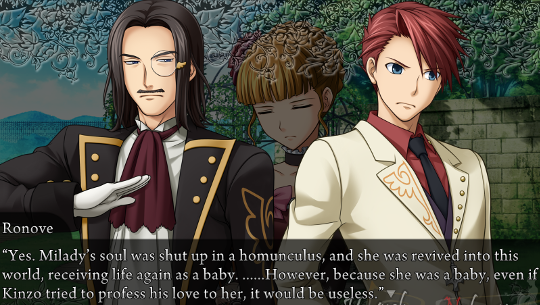 Ronove
“Yes. Milady's soul was shut up in a homunculus, and she was revived into this
world, receiving life again as a baby. ......However, because she was a baby, even if
Kinzo tried to profess his love to her, it would be useless.”